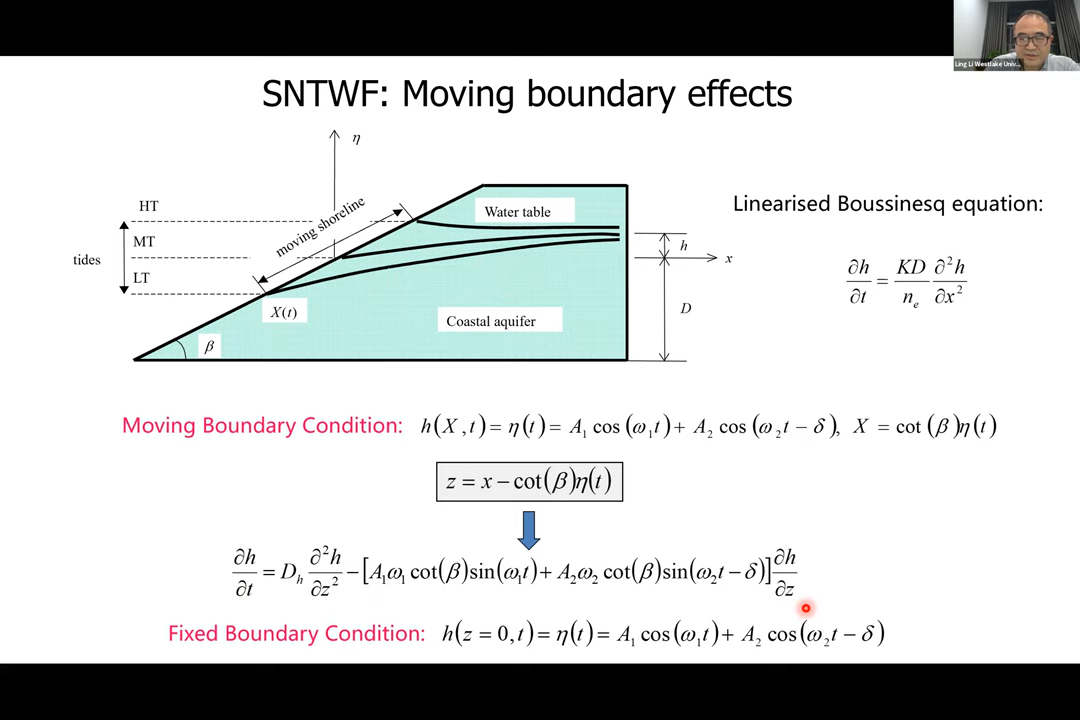 Ling Li Westlake Univ...
SNTWF: Moving boundary effects
η
HT
MT
LT
tides
moving shoreline
Water table
h
x
D
X(t)
Coastal aquifer
β
Linearised Boussinesq equation:
∂h/∂t = KD/nₑ ∂²h/∂x²
Moving Boundary Condition: h(X,t) = η(t) = A₁ cos(ω₁t) + A₂ cos(ω₂t − δ), X = cot(β)η(t)
z = x − cot(β)η(t)
∂h/∂t = Dₕ ∂²h/∂z² − [A₁ω₁ cot(β)sin(ω₁t) + A₂ω₂ cot(β)sin(ω₂t − δ)] ∂h/∂z
Fixed Boundary Condition: h(z = 0,t) = η(t) = A₁ cos(ω₁t) + A₂ cos(ω₂t − δ)